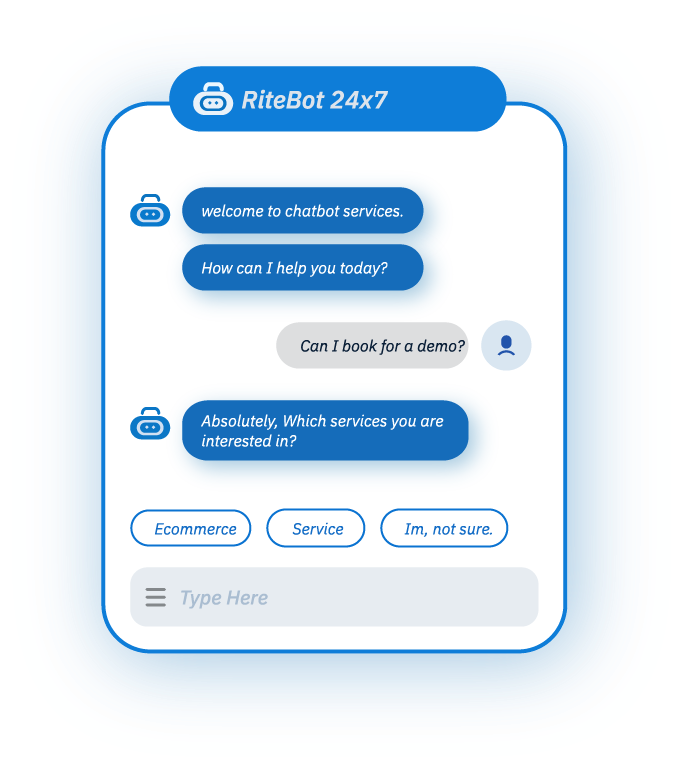 RiteBot 24x7
welcome to chatbot services.
How can I help you today?
Can I book for a demo?
Absolutely, Which services you are
interested in?
Ecommerce
Service
Im, not sure.
Type Here